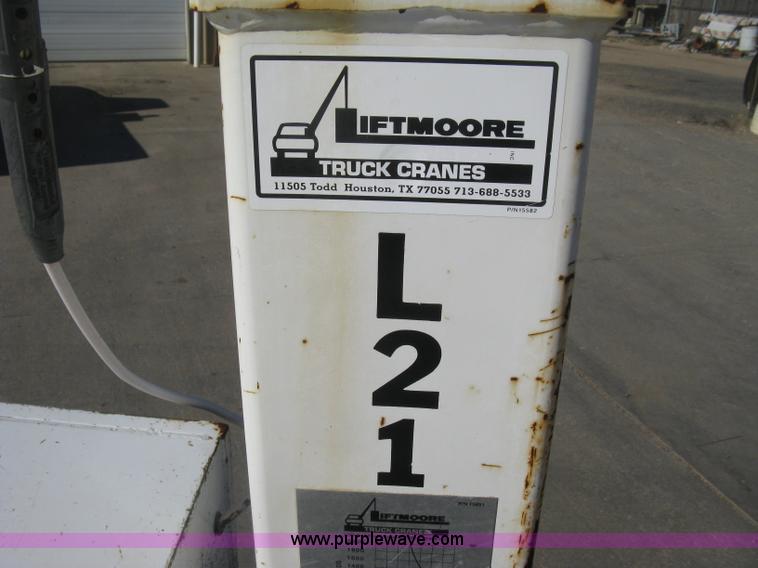 LIFTMOORE
INC
TRUCK CRANES
11505 Todd Houston, TX 77055 713-688-5533
P/N15582
L
2
1
LIFTMOORE
TRUCK CRANES
www.purplewave.com